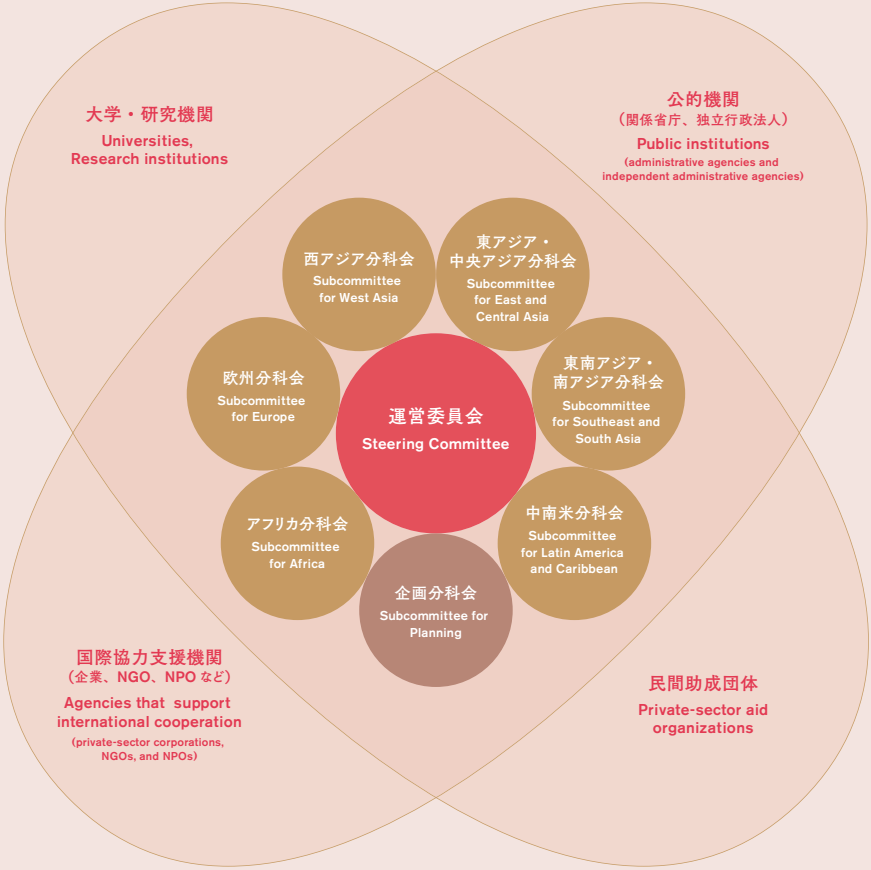 大学・研究機関
Universities,
Research institutions
公的機関
（関係省庁、独立行政法人）
Public institutions
(administrative agencies and
independent administrative agencies)
西アジア分科会
Subcommittee
for West Asia
東アジア・
中央アジア分科会
Subcommittee
for East and
Central Asia
欧州分科会
Subcommittee
for Europe
運営委員会
Steering Committee
東南アジア・
南アジア分科会
Subcommittee
for Southeast and
South Asia
アフリカ分科会
Subcommittee
for Africa
中南米分科会
Subcommittee
for Latin America
and Caribbean
企画分科会
Subcommittee for
Planning
国際協力支援機関
（企業、NGO、NPO など）
Agencies that support
international cooperation
(private-sector corporations,
NGOs, and NPOs)
民間助成団体
Private-sector aid
organizations